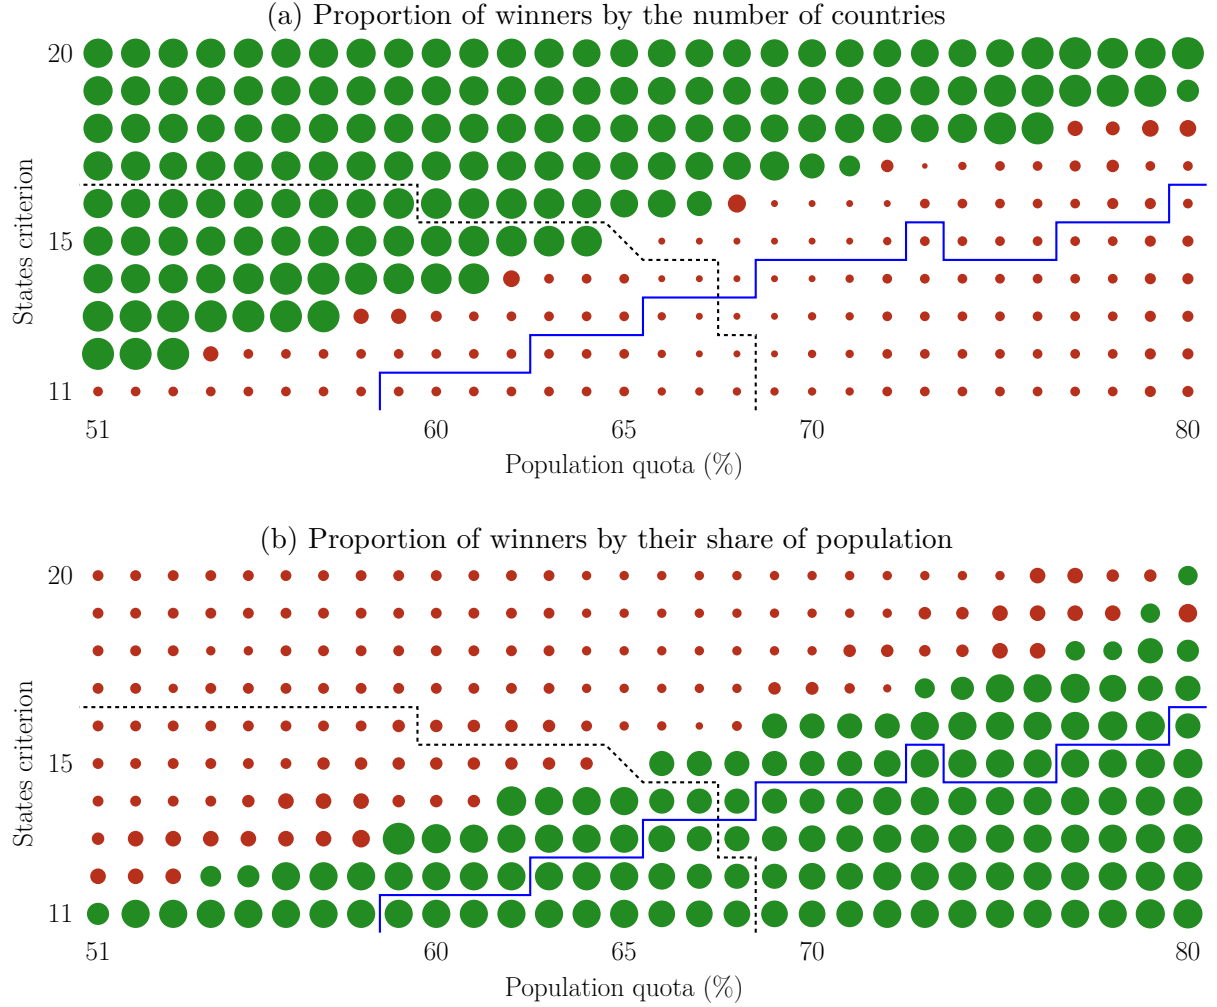 (a) Proportion of winners by the number of countries
20
15
11
States criterion
51 60 65 70 80
Population quota (%)
(b) Proportion of winners by their share of population
20
15
11
States criterion
51 60 65 70 80
Population quota (%)